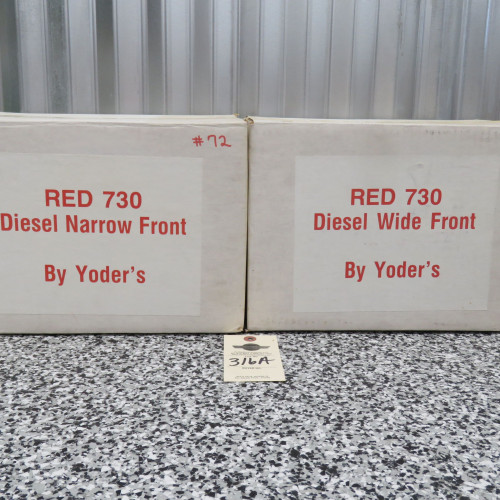 #72
RED 730
Diesel Narrow Front
By Yoder's
RED 730
Diesel Wide Front
By Yoder's
316A